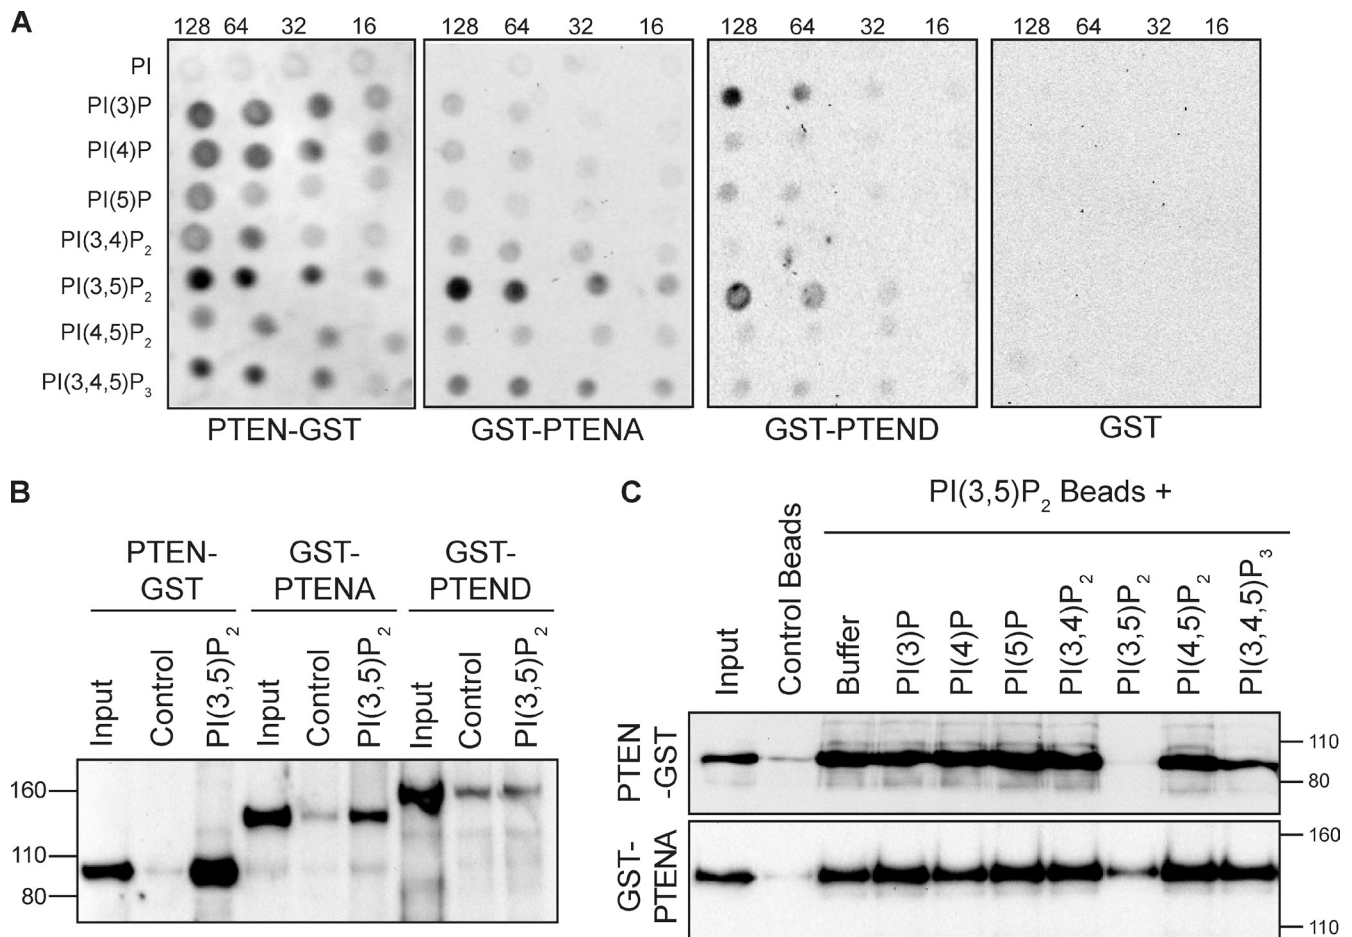 A
128 64 32 16
128 64 32 16
128 64 32 16
128 64 32 16
PI
PI(3)P
PI(4)P
PI(5)P
PI(3,4)P2
PI(3,5)P2
PI(4,5)P2
PI(3,4,5)P3
PTEN-GST
GST-PTENA
GST-PTEND
GST
B
PTEN-
GST
GST-
PTENA
GST-
PTEND
Input
Control
PI(3,5)P2
Input
Control
PI(3,5)P2
Input
Control
PI(3,5)P2
160
110
80
C
PI(3,5)P2 Beads +
Input
Control Beads
Buffer
PI(3)P
PI(4)P
PI(5)P
PI(3,4)P2
PI(3,5)P2
PI(4,5)P2
PI(3,4,5)P3
PTEN
-GST
110
80
GST-
PTENA
160
110